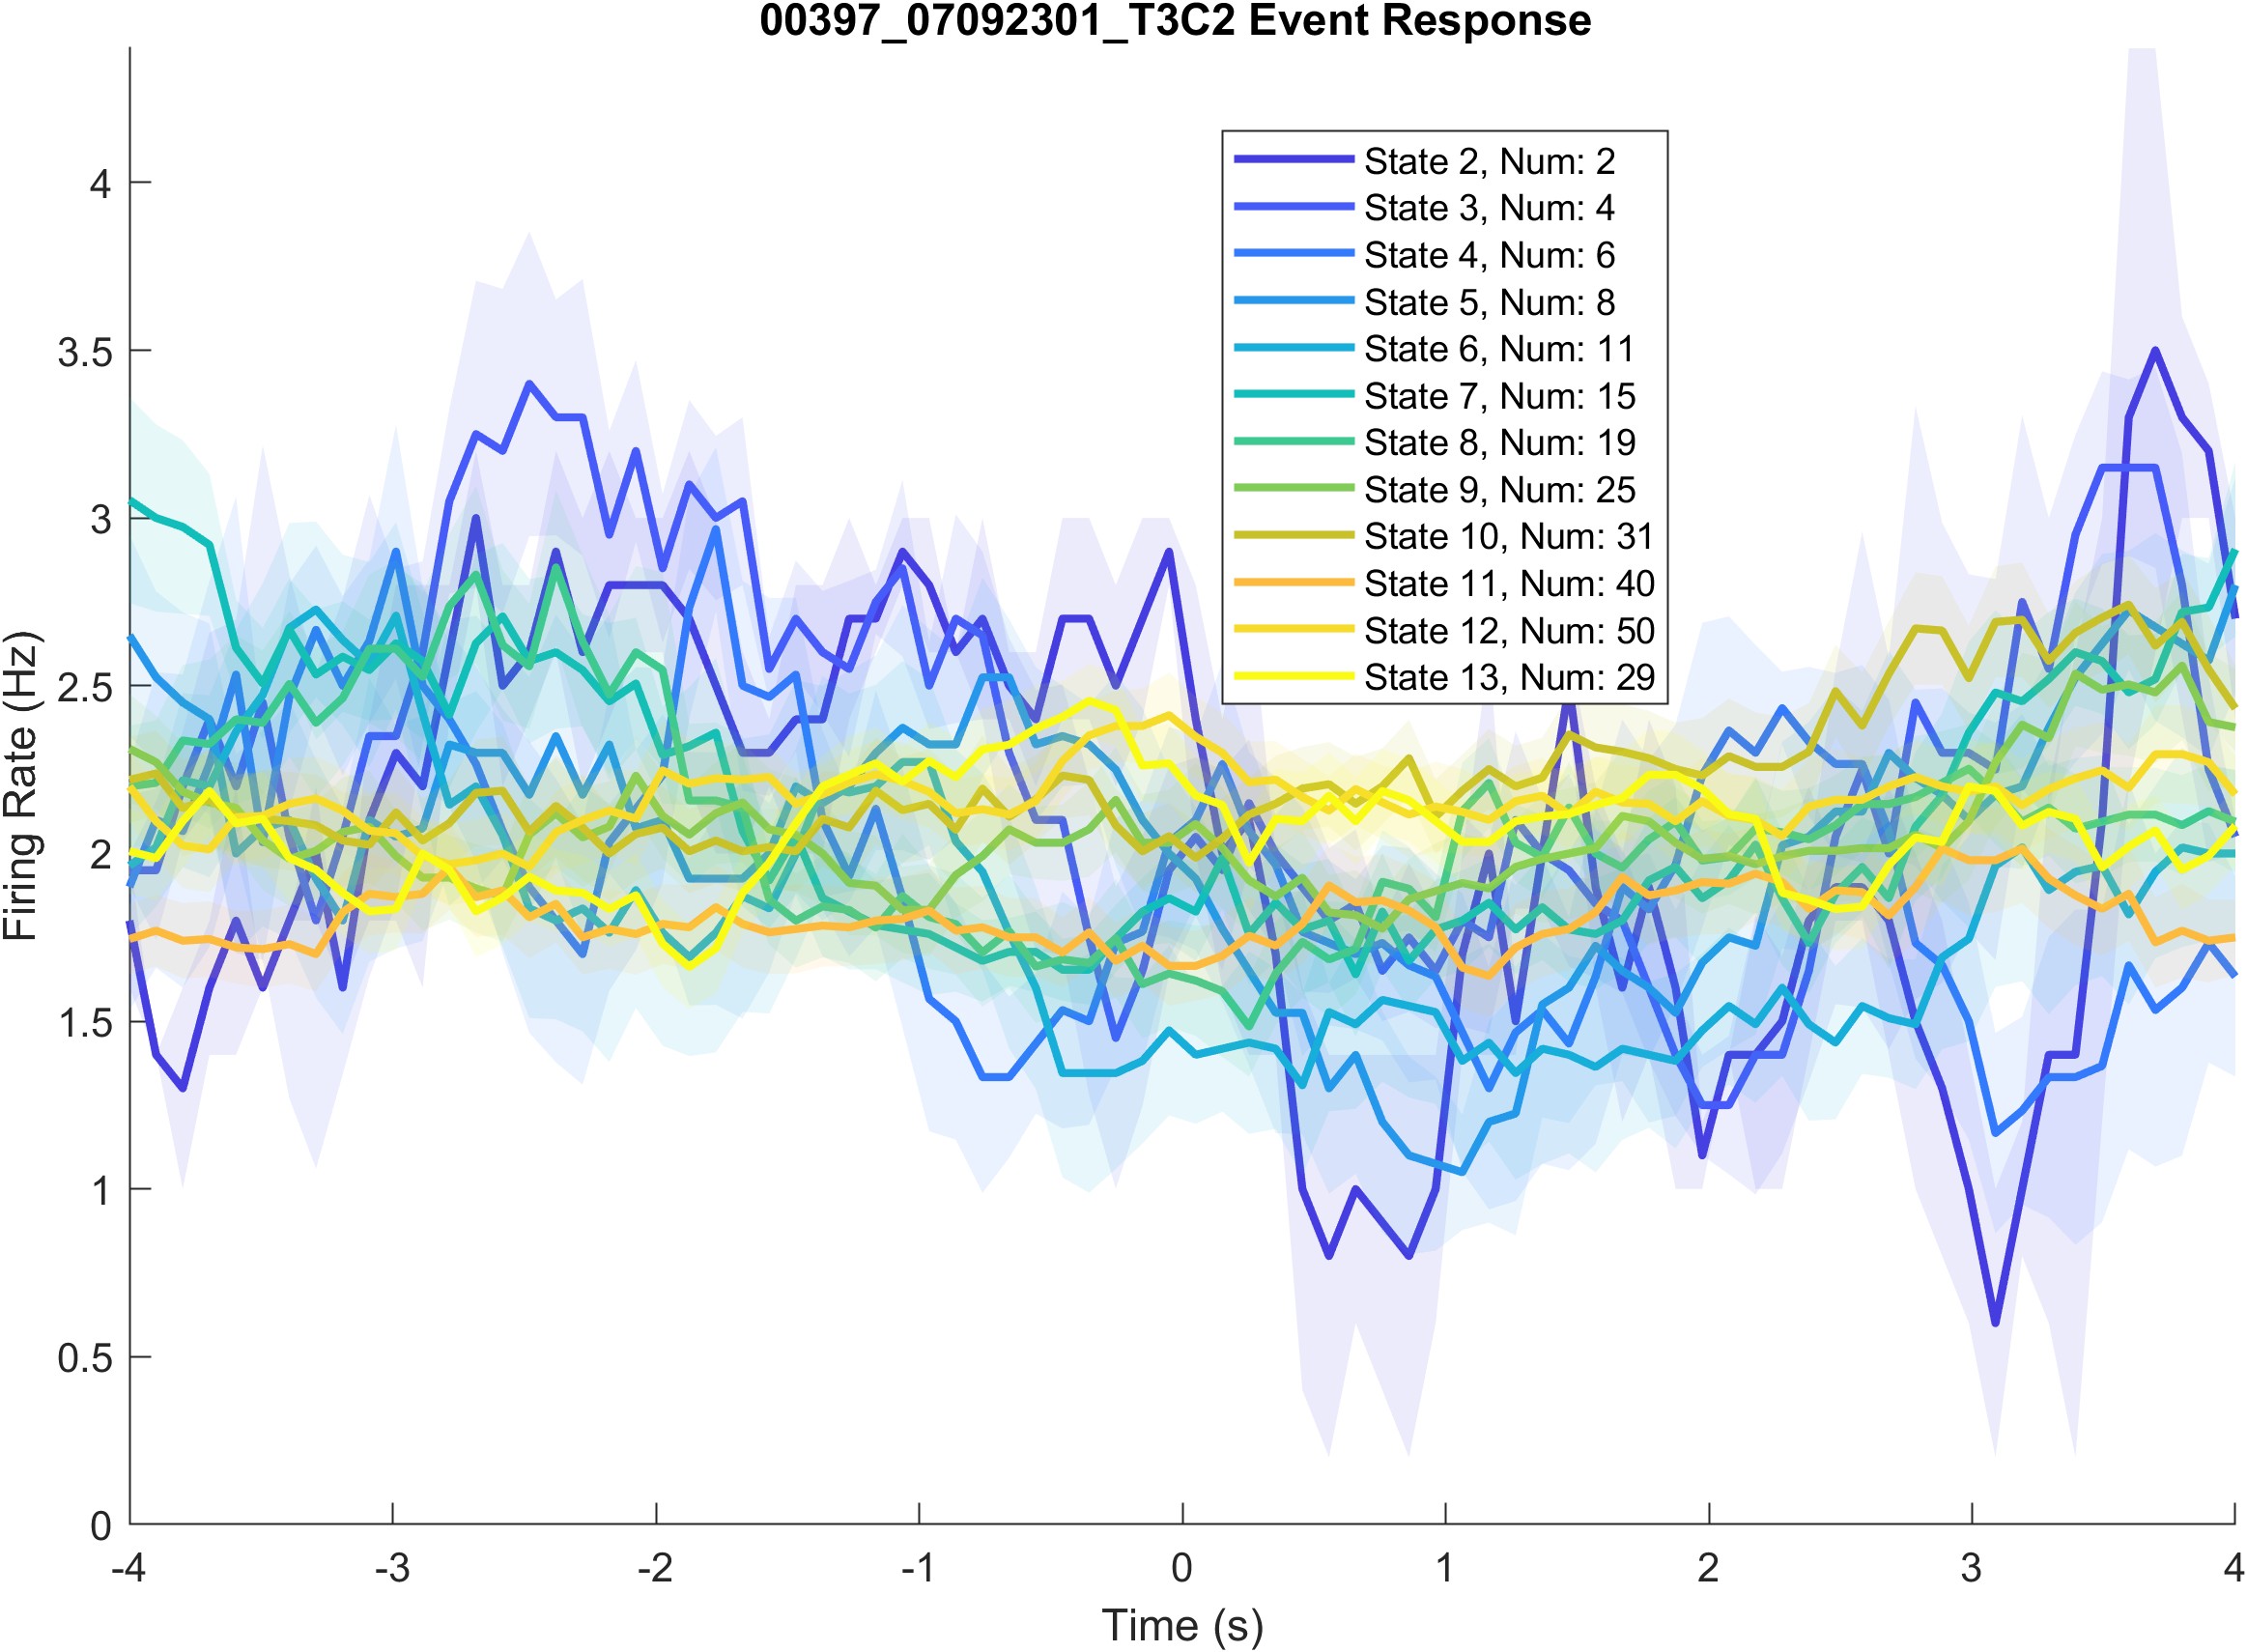 00397_07092301_T3C2 Event Response
State 2, Num: 2
State 3, Num: 4
State 4, Num: 6
State 5, Num: 8
State 6, Num: 11
State 7, Num: 15
State 8, Num: 19
State 9, Num: 25
State 10, Num: 31
State 11, Num: 40
State 12, Num: 50
State 13, Num: 29
Firing Rate (Hz)
4
3.5
3
2.5
2
1.5
1
0.5
0
-4 -3 -2 -1 0 1 2 3 4
Time (s)